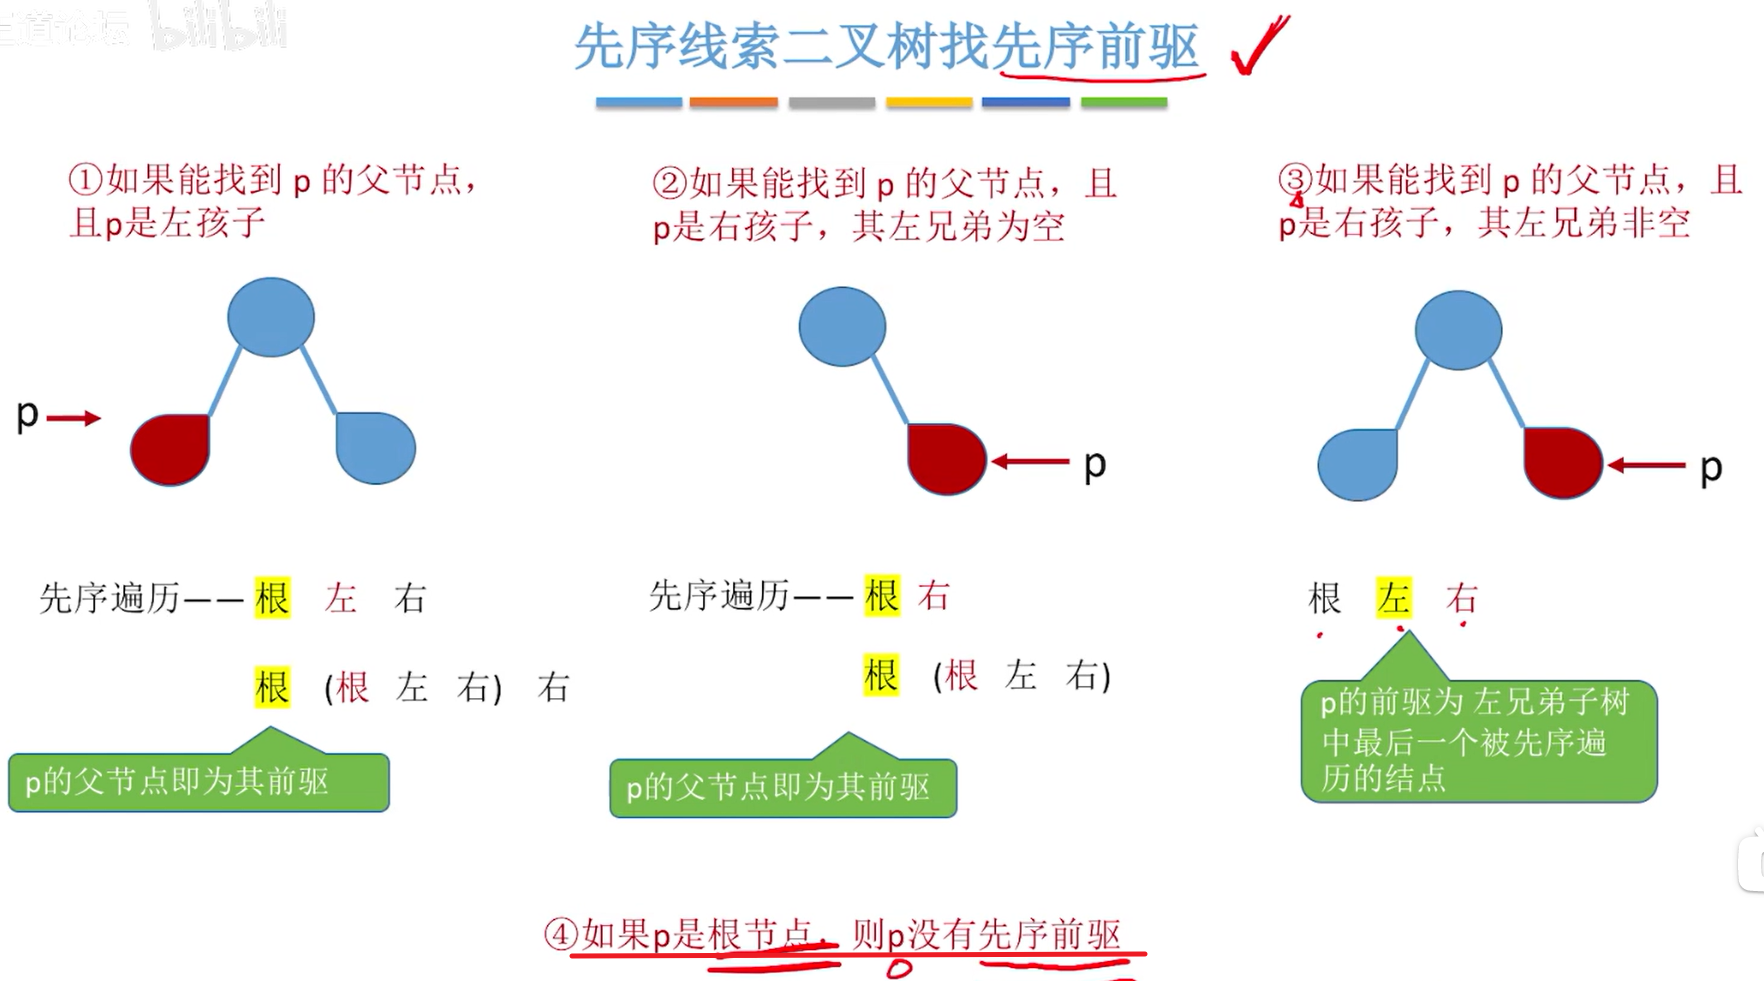 王道论坛 bilibili
先序线索二叉树找先序前驱
①如果能找到 p 的父节点，
且p是左孩子
②如果能找到 p 的父节点，且
p是右孩子，其左兄弟为空
③如果能找到 p 的父节点，且
p是右孩子，其左兄弟非空
p
p
p
先序遍历——根 左 右
根 (根 左 右) 右
p的父节点即为其前驱
先序遍历——根 右
根 (根 左 右)
p的父节点即为其前驱
根 左 右
p的前驱为 左兄弟子树
中最后一个被先序遍
历的结点
④如果p是根节点，则p没有先序前驱